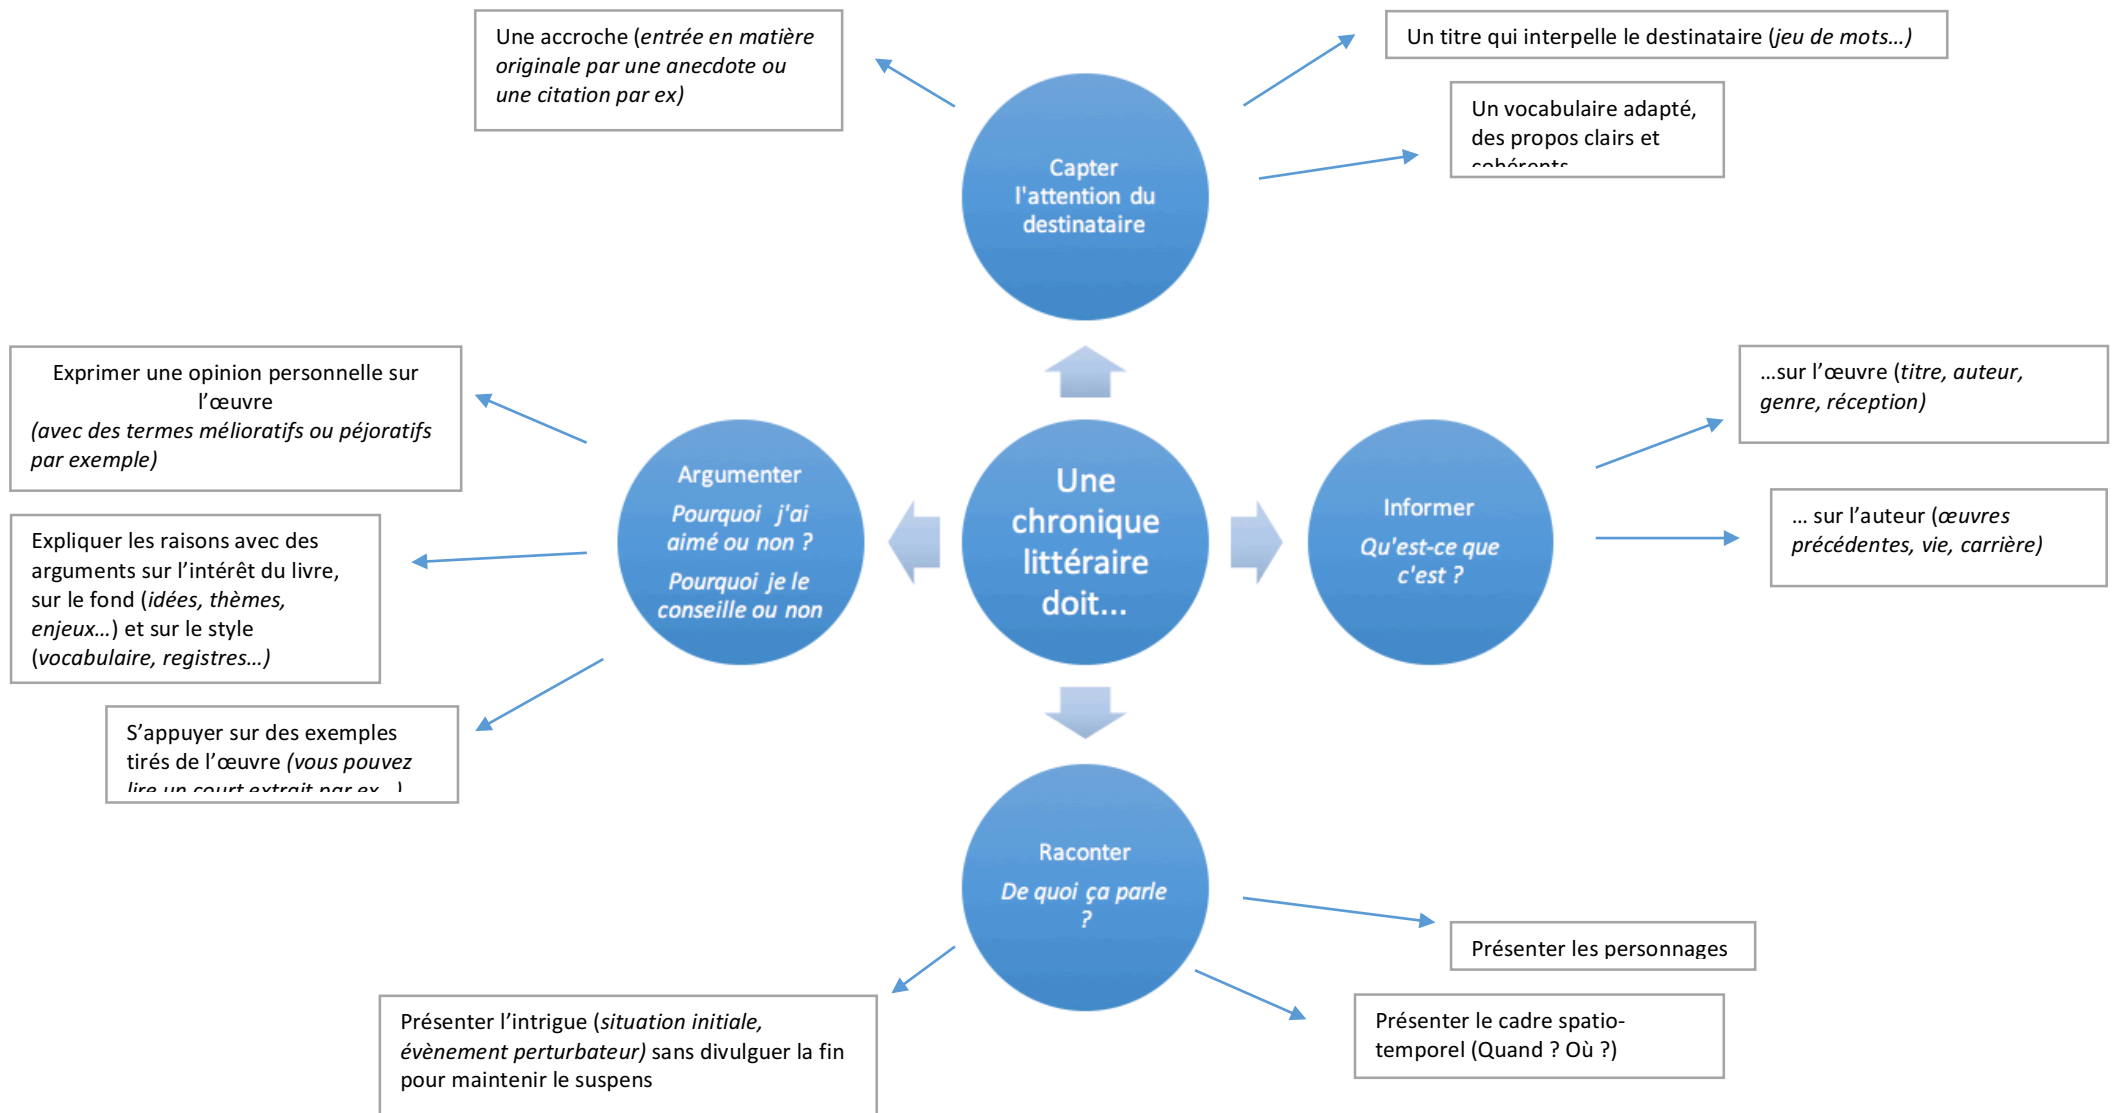 Une accroche (entrée en matière
originale par une anecdote ou
une citation par ex)
Un titre qui interpelle le destinataire (jeu de mots…)
Un vocabulaire adapté,
des propos clairs et
cohérents
Capter
l'attention du
destinataire
Exprimer une opinion personnelle sur
l’œuvre
(avec des termes mélioratifs ou péjoratifs
par exemple)
Expliquer les raisons avec des
arguments sur l’intérêt du livre,
sur le fond (idées, thèmes,
enjeux…) et sur le style
(vocabulaire, registres…)
S’appuyer sur des exemples
tirés de l’œuvre (vous pouvez
lire un court extrait par ex…)
Argumenter
Pourquoi j'ai
aimé ou non ?
Pourquoi je le
conseille ou non
Une
chronique
littéraire
doit...
Informer
Qu'est-ce que
c'est ?
…sur l’œuvre (titre, auteur,
genre, réception)
… sur l’auteur (œuvres
précédentes, vie, carrière)
Raconter
De quoi ça parle
?
Présenter les personnages
Présenter le cadre spatio-
temporel (Quand ? Où ?)
Présenter l’intrigue (situation initiale,
évènement perturbateur) sans divulguer la fin
pour maintenir le suspens